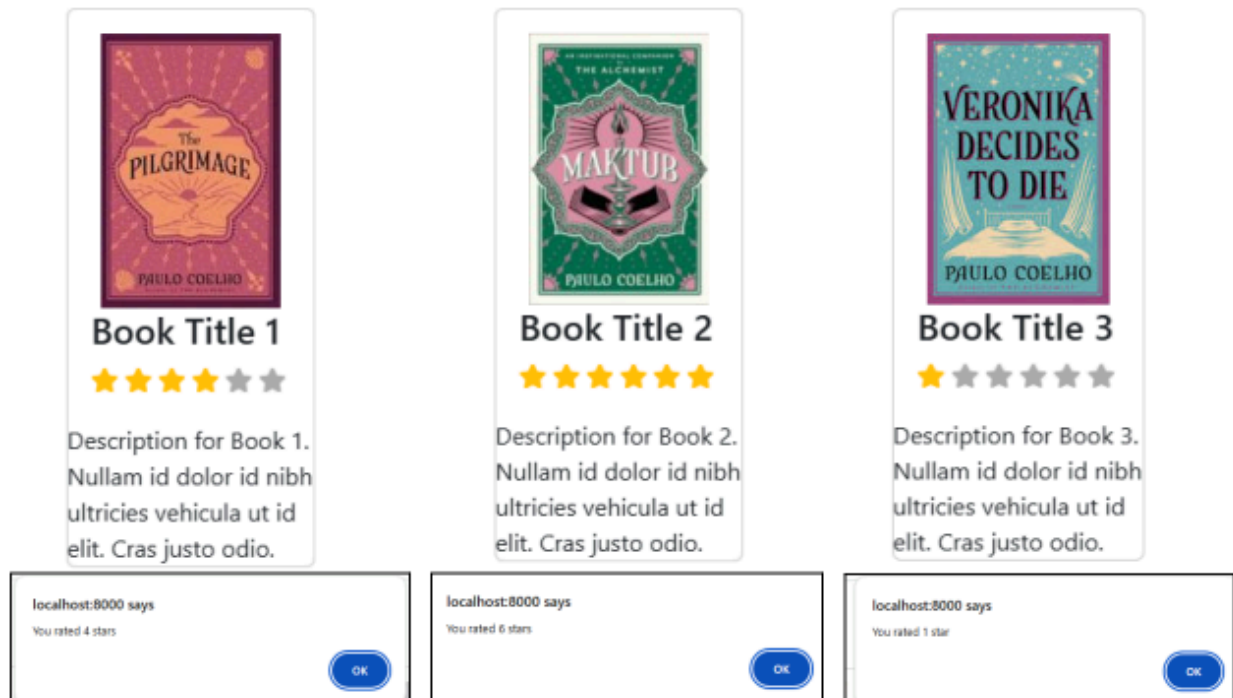 The
PILGRIMAGE
PAULO COELHO
Book Title 1
Description for Book 1.
Nullam id dolor id nibh
ultricies vehicula ut id
elit. Cras justo odio.
AN INSPIRATIONAL COMPANION
THE ALCHEMIST
MAKTUB
PAULO COELHO
Book Title 2
Description for Book 2.
Nullam id dolor id nibh
ultricies vehicula ut id
elit. Cras justo odio.
VERONIKA
DECIDES
TO DIE
PAULO COELHO
Book Title 3
Description for Book 3.
Nullam id dolor id nibh
ultricies vehicula ut id
elit. Cras justo odio.
localhost:8000 says
You rated 4 stars
OK
localhost:8000 says
You rated 6 stars
OK
localhost:8000 says
You rated 1 star
OK